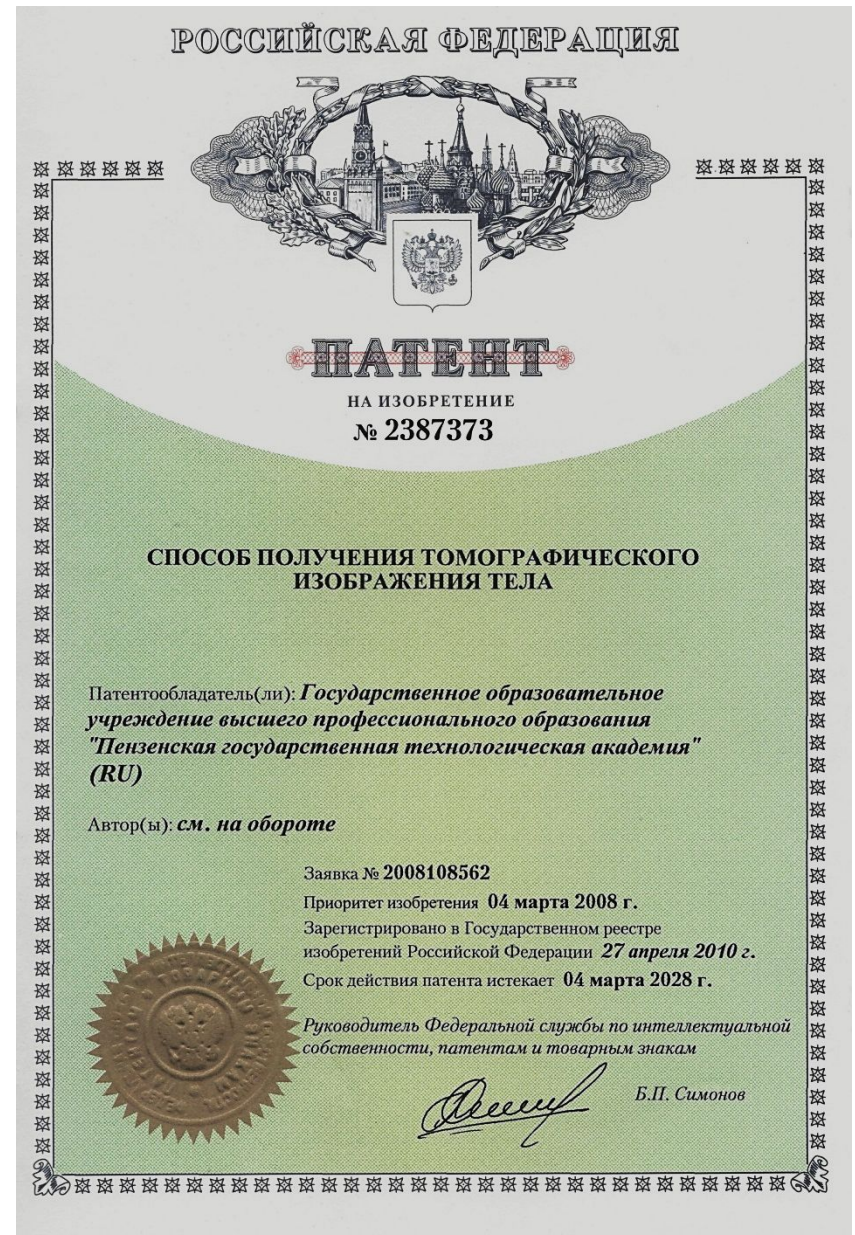 РОССИЙСКАЯ ФЕДЕРАЦИЯ
ПАТЕНТ
НА ИЗОБРЕТЕНИЕ
№ 2387373
СПОСОБ ПОЛУЧЕНИЯ ТОМОГРАФИЧЕСКОГО
ИЗОБРАЖЕНИЯ ТЕЛА
Патентообладатель(ли): Государственное образовательное
учреждение высшего профессионального образования
"Пензенская государственная технологическая академия"
(RU)
Автор(ы): см. на обороте
Заявка № 2008108562
Приоритет изобретения 04 марта 2008 г.
Зарегистрировано в Государственном реестре
изобретений Российской Федерации 27 апреля 2010 г.
Срок действия патента истекает 04 марта 2028 г.
Руководитель Федеральной службы по интеллектуальной
собственности, патентам и товарным знакам
Б.П. Симонов